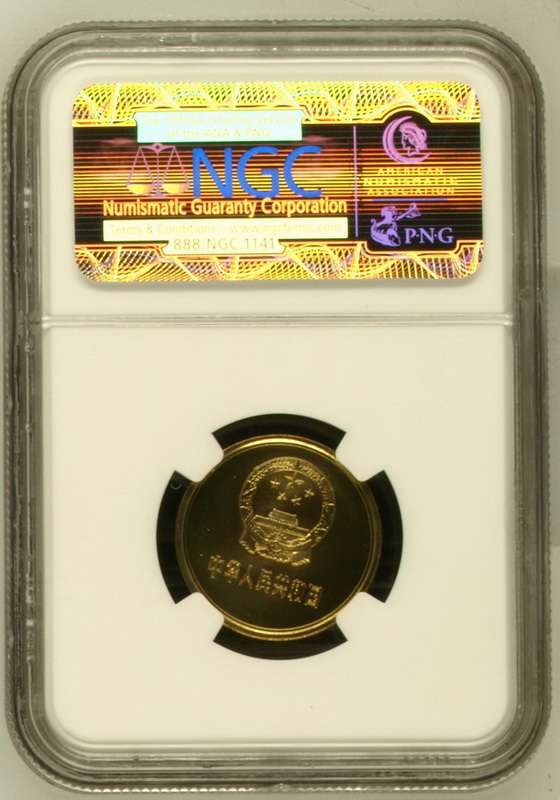 The Official Grading Service
of the ANA & PNG
NGC
Numismatic Guaranty Corporation
Terms & Conditions – www.ngcterms.com
888.NGC.1141
AMERICAN
NUMISMATIC
ASSOCIATION
P·N·G
中华人民共和国